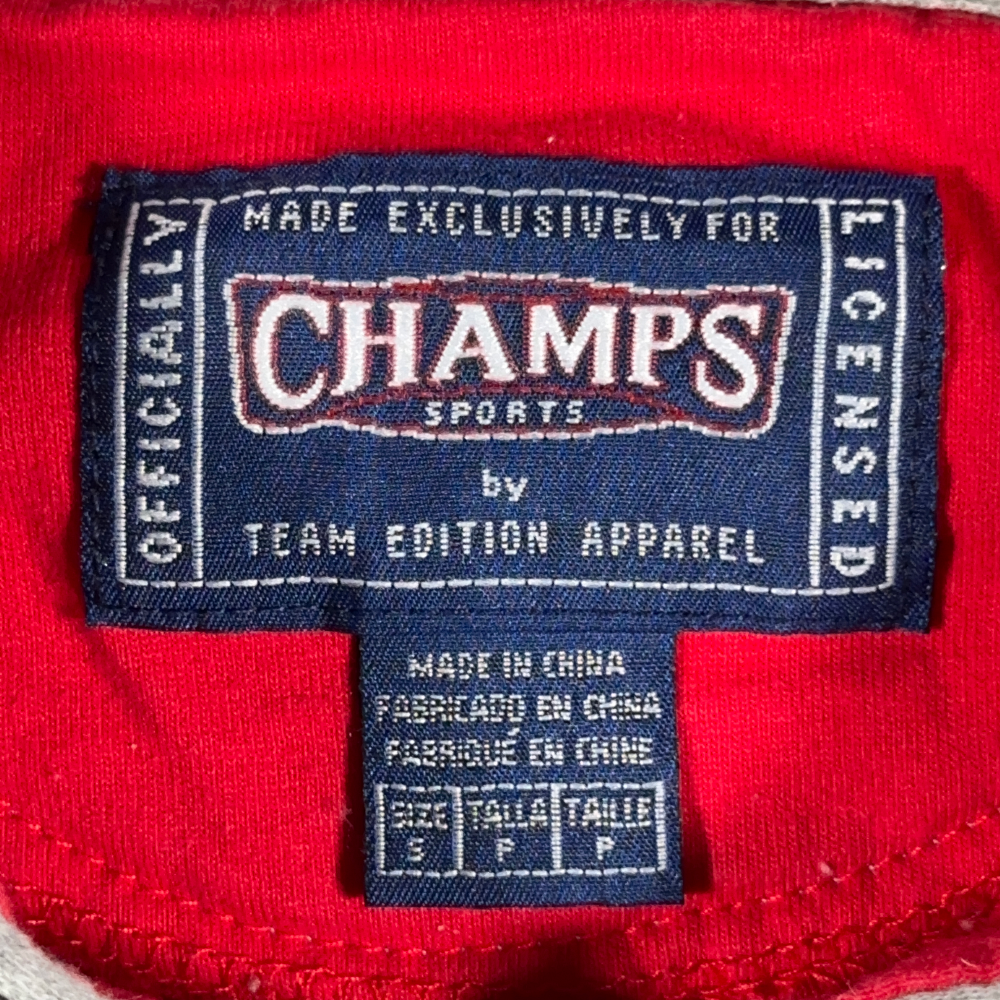 OFFICIALLY
MADE EXCLUSIVELY FOR
CHAMPS
SPORTS
by
TEAM EDITION APPAREL
LICENSED
MADE IN CHINA
FABRICADO EN CHINA
FABRIQUÉ EN CHINE
SIZE TALLA TAILLE
S P P